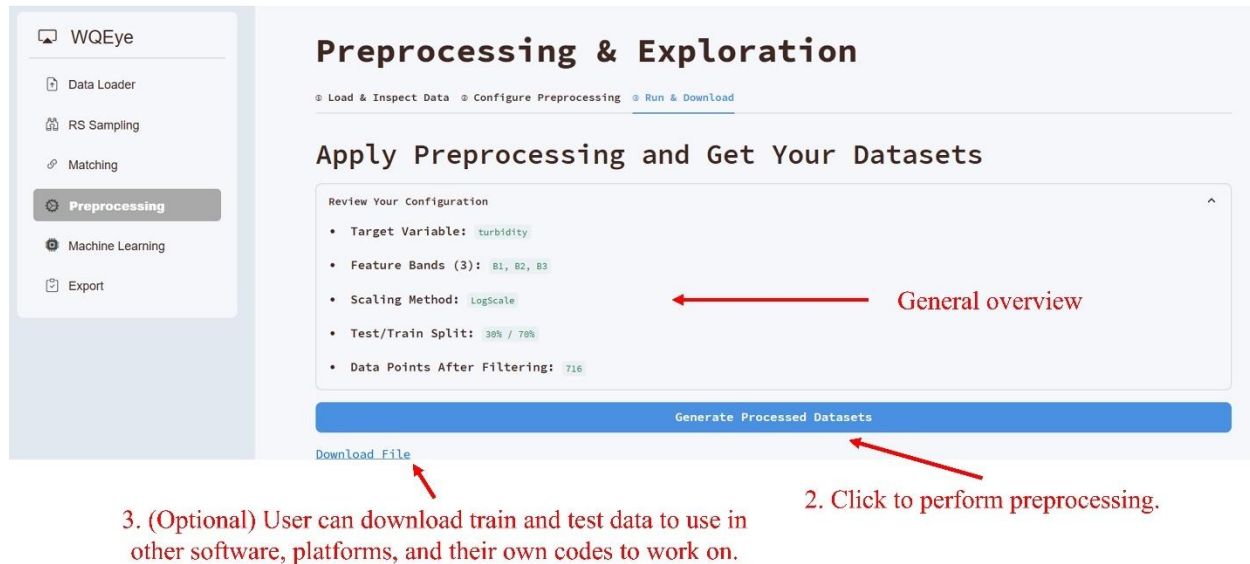 WQEye
Data Loader
RS Sampling
Matching
Preprocessing
Machine Learning
Export
Preprocessing & Exploration
① Load & Inspect Data ② Configure Preprocessing ③ Run & Download
Apply Preprocessing and Get Your Datasets
Review Your Configuration
• Target Variable: turbidity
• Feature Bands (3): B1, B2, B3
• Scaling Method: LogScale
• Test/Train Split: 30% / 70%
• Data Points After Filtering: 716
General overview
Generate Processed Datasets
Download File
2. Click to perform preprocessing.
3. (Optional) User can download train and test data to use in
other software, platforms, and their own codes to work on.